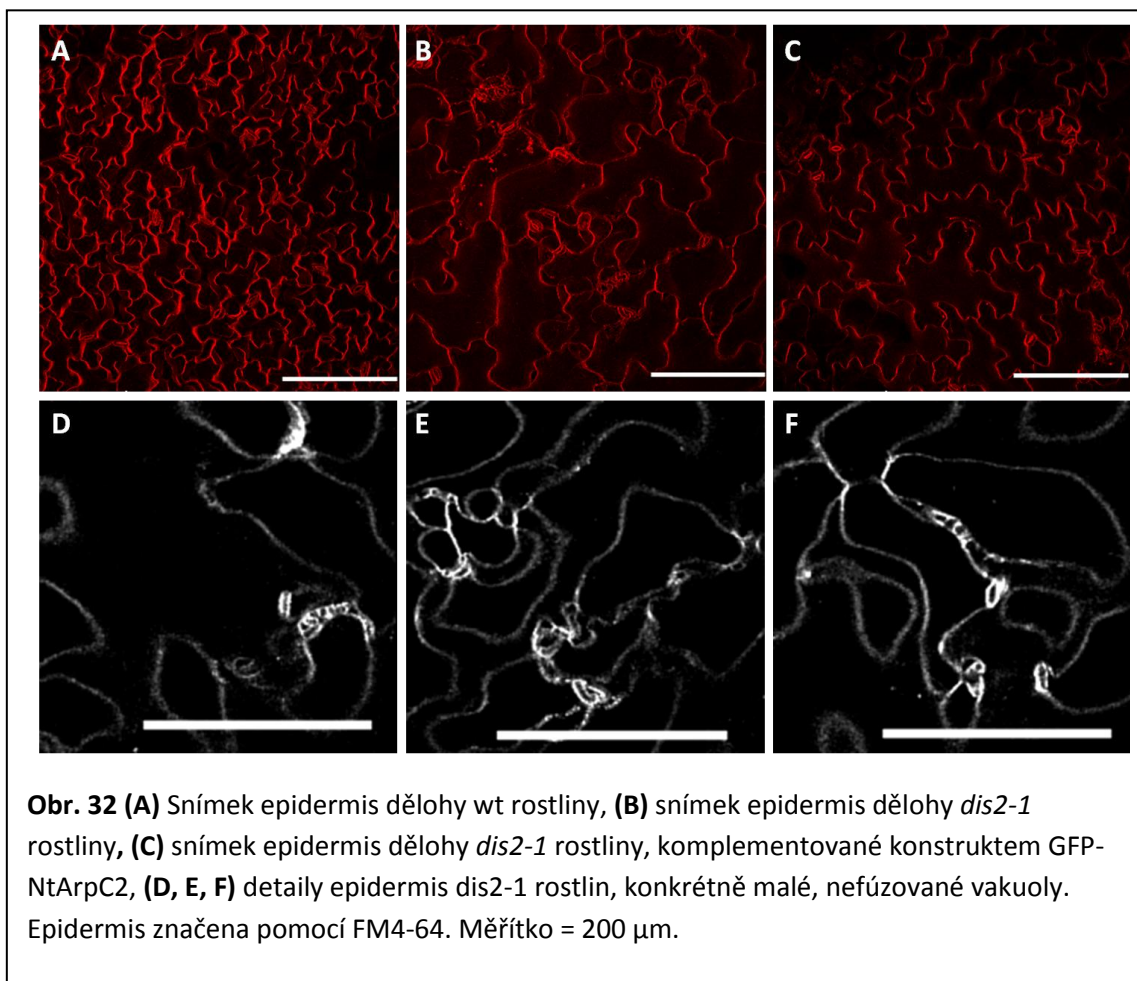 A B C
D E F
Obr. 32 (A) Snímek epidermis dělohy wt rostliny, (B) snímek epidermis dělohy dis2-1
rostliny, (C) snímek epidermis dělohy dis2-1 rostliny, komplementované konstruktem GFP-
NtArpC2, (D, E, F) detaily epidermis dis2-1 rostlin, konkrétně malé, nefúzované vakuoly.
Epidermis značena pomocí FM4-64. Měřítko = 200 µm.